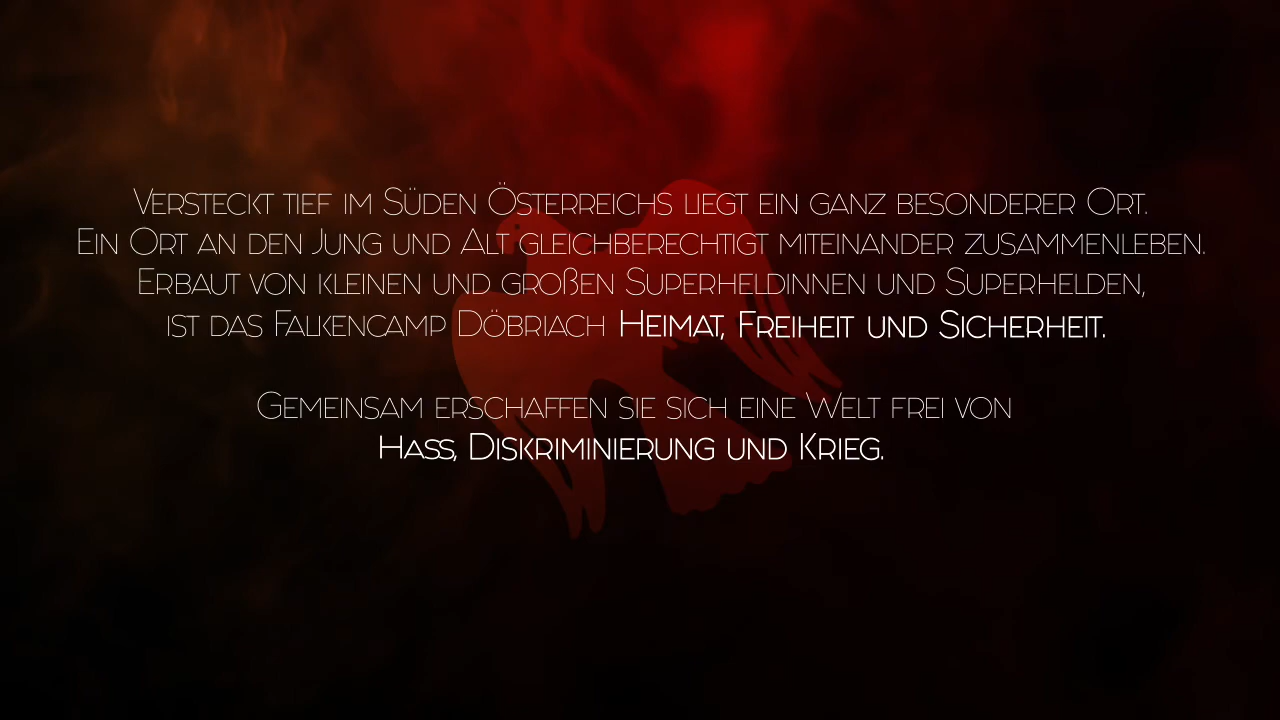 Versteckt tief im Süden Österreichs liegt ein ganz besonderer Ort.
Ein Ort an den Jung und Alt gleichberechtigt miteinander zusammenleben.
Erbaut von kleinen und großen Superheldinnen und Superhelden,
ist das Falkencamp Döbriach Heimat, Freiheit und Sicherheit.
Gemeinsam erschaffen sie sich eine Welt frei von
Hass, Diskriminierung und Krieg.